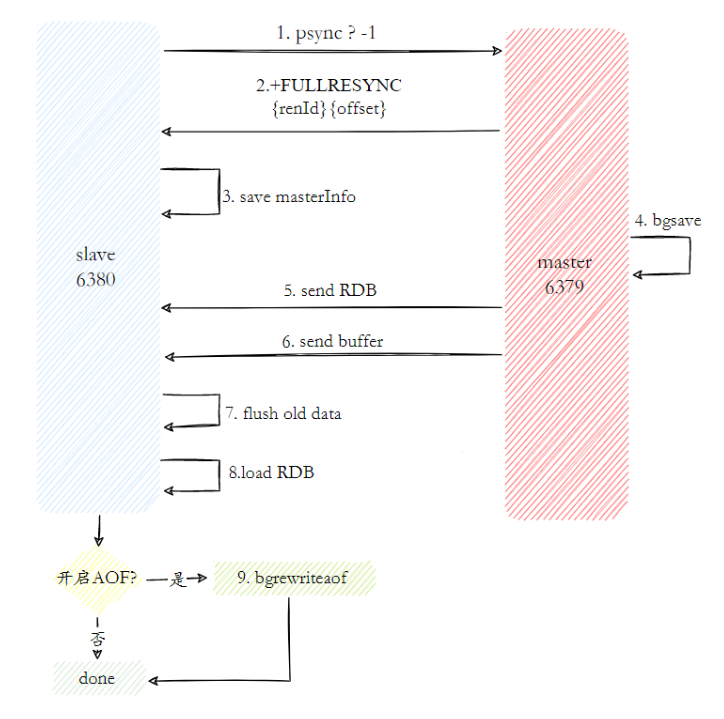 1. psync ? -1
2.+FULLRESYNC
{renId}{offset}
3. save masterInfo
4. bgsave
slave
6380
master
6379
5. send RDB
6. send buffer
7. flush old data
8.load RDB
开启AOF?
是
9. bgrewriteaof
否
done